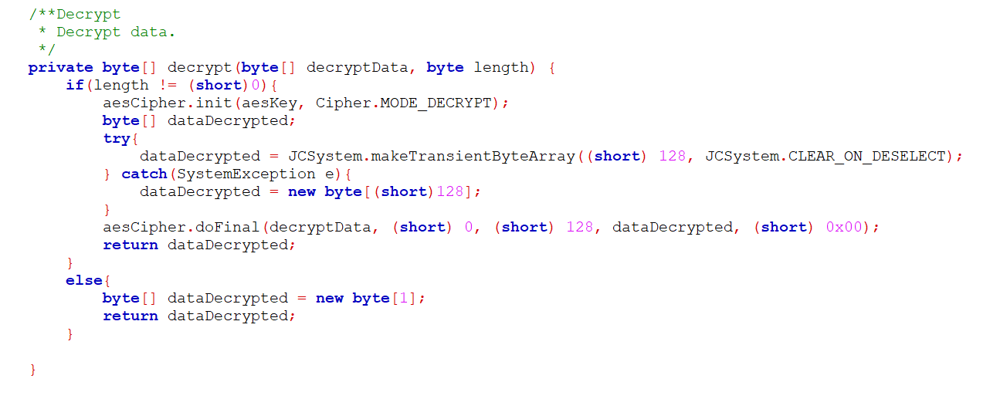 /**Decrypt
 * Decrypt data.
 */
private byte[] decrypt(byte[] decryptData, byte length) {
    if(length != (short)0){
        aesCipher.init(aesKey, Cipher.MODE_DECRYPT);
        byte[] dataDecrypted;
        try{
            dataDecrypted = JCSystem.makeTransientByteArray((short) 128, JCSystem.CLEAR_ON_DESELECT);
        } catch(SystemException e){
            dataDecrypted = new byte[(short)128];
        }
        aesCipher.doFinal(decryptData, (short) 0, (short) 128, dataDecrypted, (short) 0x00);
        return dataDecrypted;
    }
    else{
        byte[] dataDecrypted = new byte[1];
        return dataDecrypted;
    }
}